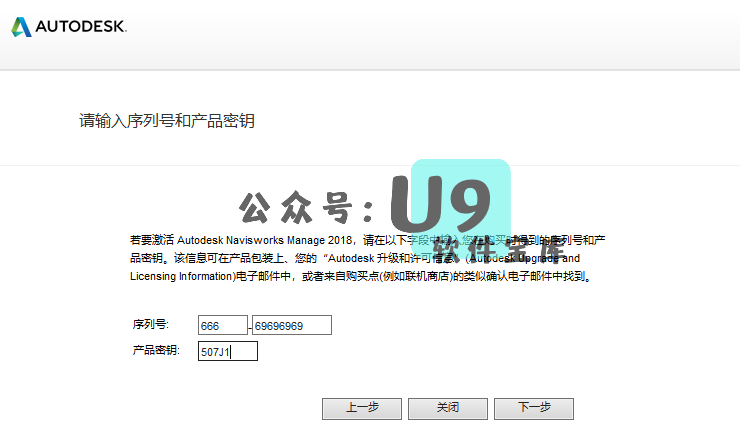 AUTODESK.
请输入序列号和产品密钥
公众号:U9
软件宝库
若要激活 Autodesk Navisworks Manage 2018，请在以下字段中输入您在购买时得到的序列号和产
品密钥。该信息可在产品包装上、您的“Autodesk 升级和许可信息”(Autodesk Upgrade and
Licensing Information)电子邮件中，或者来自购买点(例如联机商店)的类似确认电子邮件中找到。
序列号: 666 - 69696969
产品密钥: 507J1
上一步 关闭 下一步